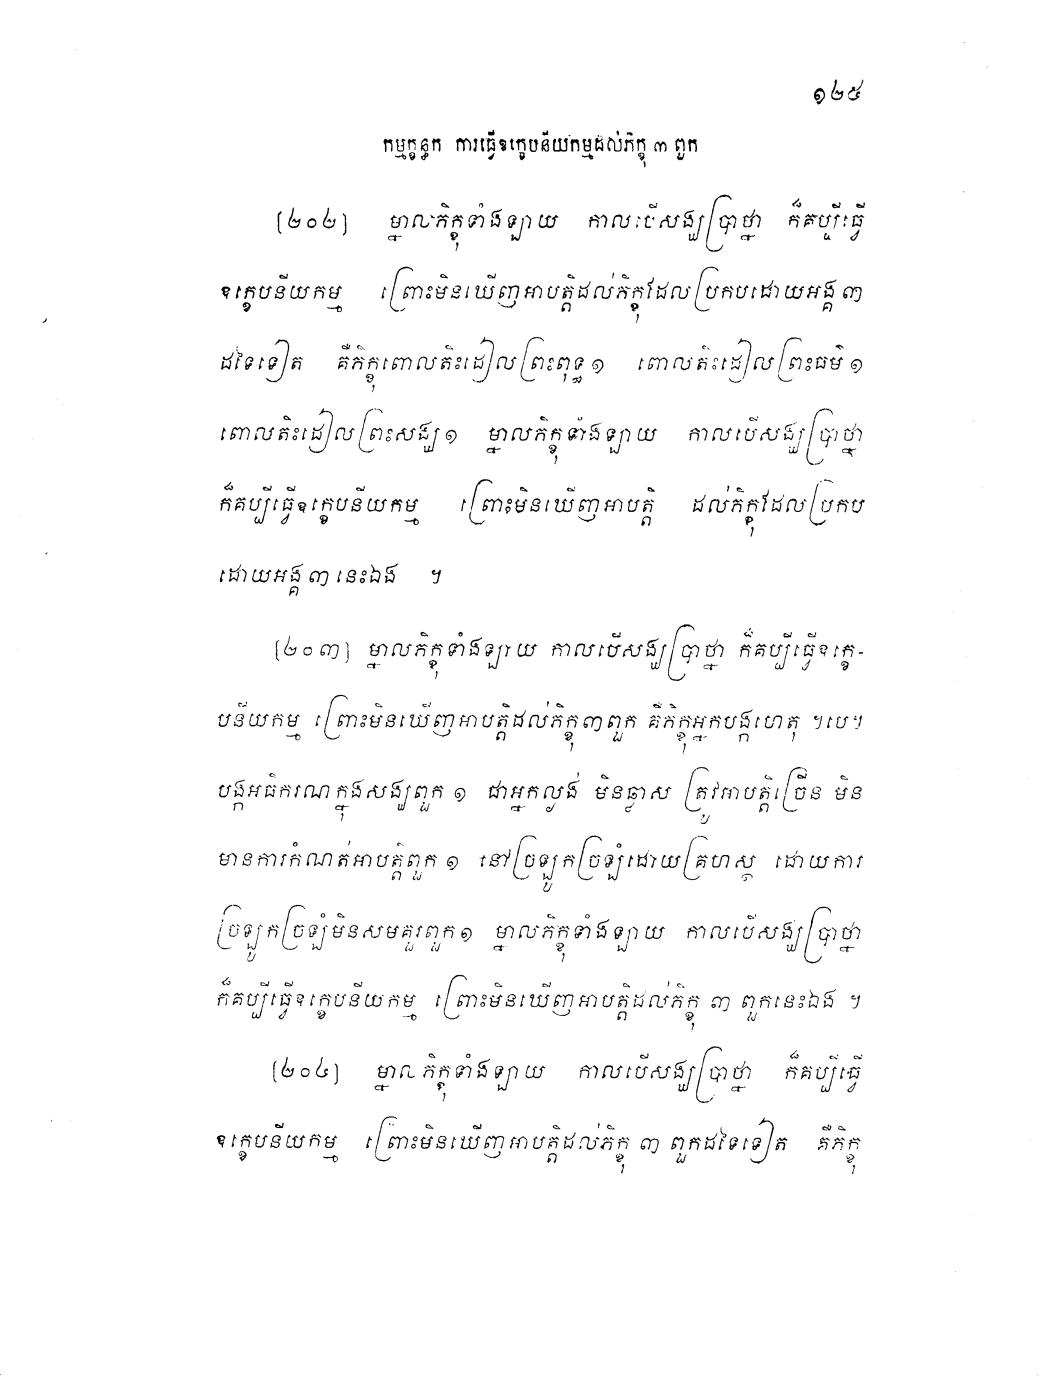 ១២៥
កម្មក្ខន្ធក ការធ្វើឧក្ខេបនីយកម្មដល់ភិក្ខុ ៣ ពួក
[២០២] ម្នាលភិក្ខុទាំងឡាយ កាលបើសង្ឃប្រាថ្នា ក៏គប្បីធ្វើ
ឧក្ខេបនីយកម្ម ព្រោះមិនឃើញអាបត្តិដល់ភិក្ខុដែលប្រកបដោយអង្គ ៣
ដទៃទៀត គឺភិក្ខុពោលតិះដៀលព្រះពុទ្ធ ១ ពោលតិះដៀលព្រះធម៌ ១
ពោលតិះដៀលព្រះសង្ឃ ១ ម្នាលភិក្ខុទាំងឡាយ កាលបើសង្ឃប្រាថ្នា
ក៏គប្បីធ្វើឧក្ខេបនីយកម្ម ព្រោះមិនឃើញអាបត្តិ ដល់ភិក្ខុដែលប្រកប
ដោយអង្គ ៣ នេះឯង ។
[២០៣] ម្នាលភិក្ខុទាំងឡាយ កាលបើសង្ឃប្រាថ្នា ក៏គប្បីធ្វើឧក្ខេ-
បនីយកម្ម ព្រោះមិនឃើញអាបត្តិដល់ភិក្ខុ៣ពួក គឺភិក្ខុអ្នកបង្កហេតុ ។បេ។
បង្កអធិករណក្នុងសង្ឃពួក ១ ជាអ្នកល្ងង់ មិនឆ្លាស ត្រូវអាបត្តិច្រើន មិន
មានការកំណត់អាបត្តិពួក ១ នៅច្រឡូកច្រឡំដោយគ្រហស្ថ ដោយការ
ច្រឡូកច្រឡំមិនសមគួរពួក ១ ម្នាលភិក្ខុទាំងឡាយ កាលបើសង្ឃប្រាថ្នា
ក៏គប្បីធ្វើឧក្ខេបនីយកម្ម ព្រោះមិនឃើញអាបត្តិដល់ភិក្ខុ ៣ ពួកនេះឯង ។
[២០៤] ម្នាលភិក្ខុទាំងឡាយ កាលបើសង្ឃប្រាថ្នា ក៏គប្បីធ្វើ
ឧក្ខេបនីយកម្ម ព្រោះមិនឃើញអាបត្តិដល់ភិក្ខុ ៣ ពួកដទៃទៀត គឺភិក្ខុ